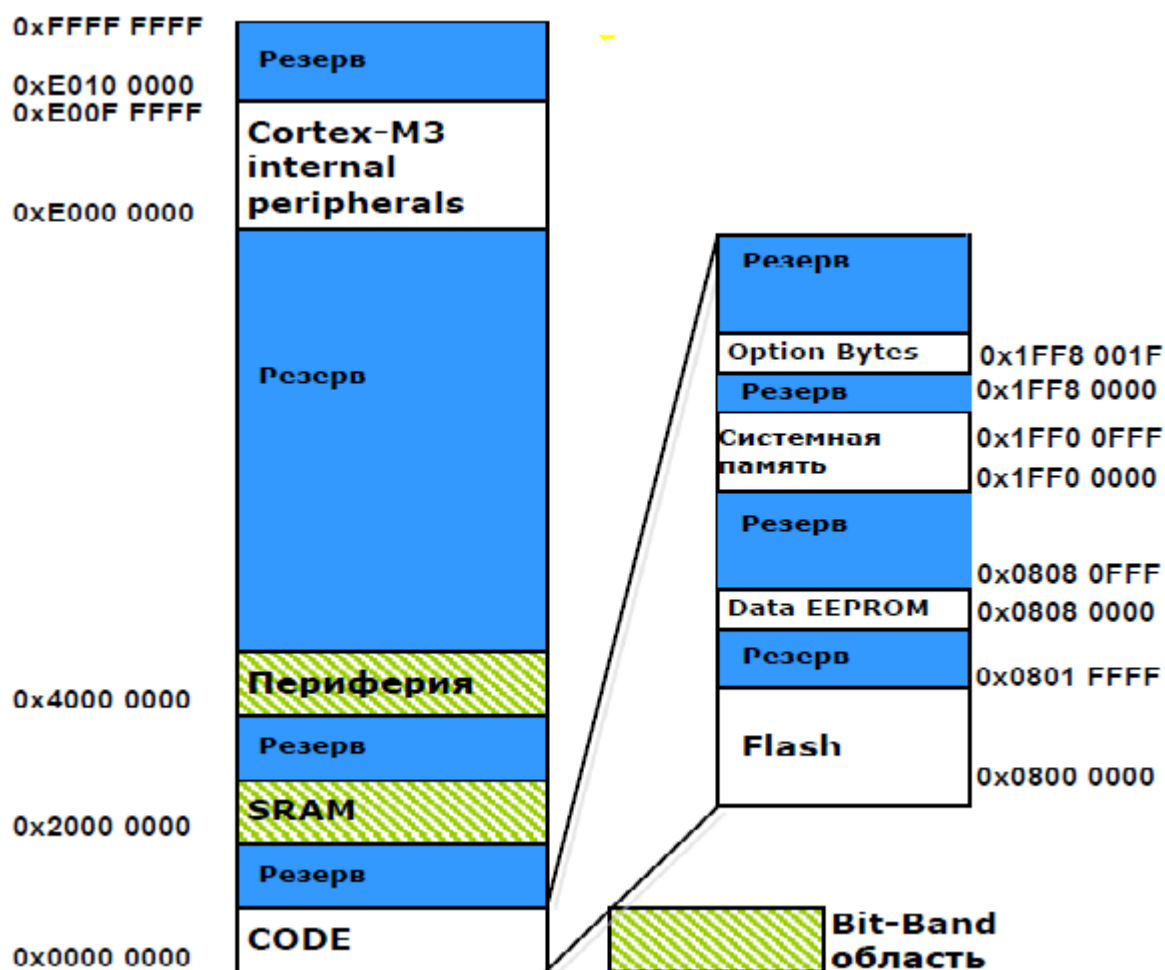 0xFFFF FFFF
Резерв
0xE010 0000
0xE00F FFFF
Cortex-M3
internal
peripherals
0xE000 0000
Резерв
Периферия
0x4000 0000
Резерв
SRAM
0x2000 0000
Резерв
CODE
0x0000 0000
Резерв
Option Bytes
0x1FF8 001F
0x1FF8 0000
Резерв
Системная
память
0x1FF0 0FFF
0x1FF0 0000
Резерв
0x0808 0FFF
Data EEPROM
0x0808 0000
Резерв
0x0801 FFFF
Flash
0x0800 0000
Bit-Band
область